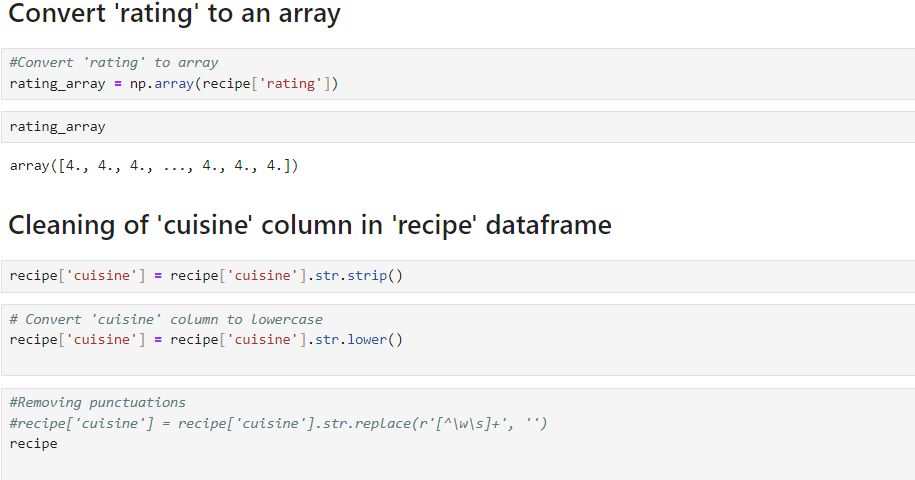 Convert 'rating' to an array
#Convert 'rating' to array
rating_array = np.array(recipe['rating'])
rating_array
array([4., 4., 4., ..., 4., 4., 4.])
Cleaning of 'cuisine' column in 'recipe' dataframe
recipe['cuisine'] = recipe['cuisine'].str.strip()
# Convert 'cuisine' column to lowercase
recipe['cuisine'] = recipe['cuisine'].str.lower()
#Removing punctuations
#recipe['cuisine'] = recipe['cuisine'].str.replace(r'[^\w\s]+', '')
recipe